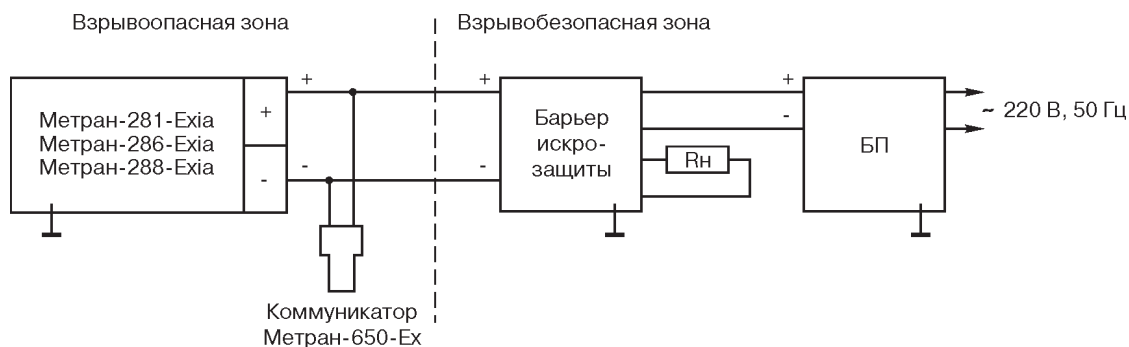 Взрывоопасная зона
Взрывобезопасная зона
+
+
+
Метран-281-Exia
Метран-286-Exia
Метран-288-Exia
+
-
-
-
-
Барьер
искро-
защиты
Rн
БП
~ 220 В, 50 Гц
Коммуникатор
Метран-650-Ex